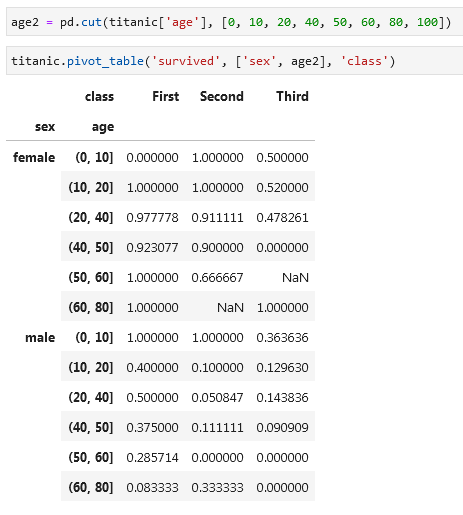 age2 = pd.cut(titanic['age'], [0, 10, 20, 40, 50, 60, 80, 100])
titanic.pivot_table('survived', ['sex', age2], 'class')
class First Second Third
sex age
female (0, 10] 0.000000 1.000000 0.500000
(10, 20] 1.000000 1.000000 0.520000
(20, 40] 0.977778 0.911111 0.478261
(40, 50] 0.923077 0.900000 0.000000
(50, 60] 1.000000 0.666667 NaN
(60, 80] 1.000000 NaN 1.000000
male (0, 10] 1.000000 1.000000 0.363636
(10, 20] 0.400000 0.100000 0.129630
(20, 40] 0.500000 0.050847 0.143836
(40, 50] 0.375000 0.111111 0.090909
(50, 60] 0.285714 0.000000 0.000000
(60, 80] 0.083333 0.333333 0.000000